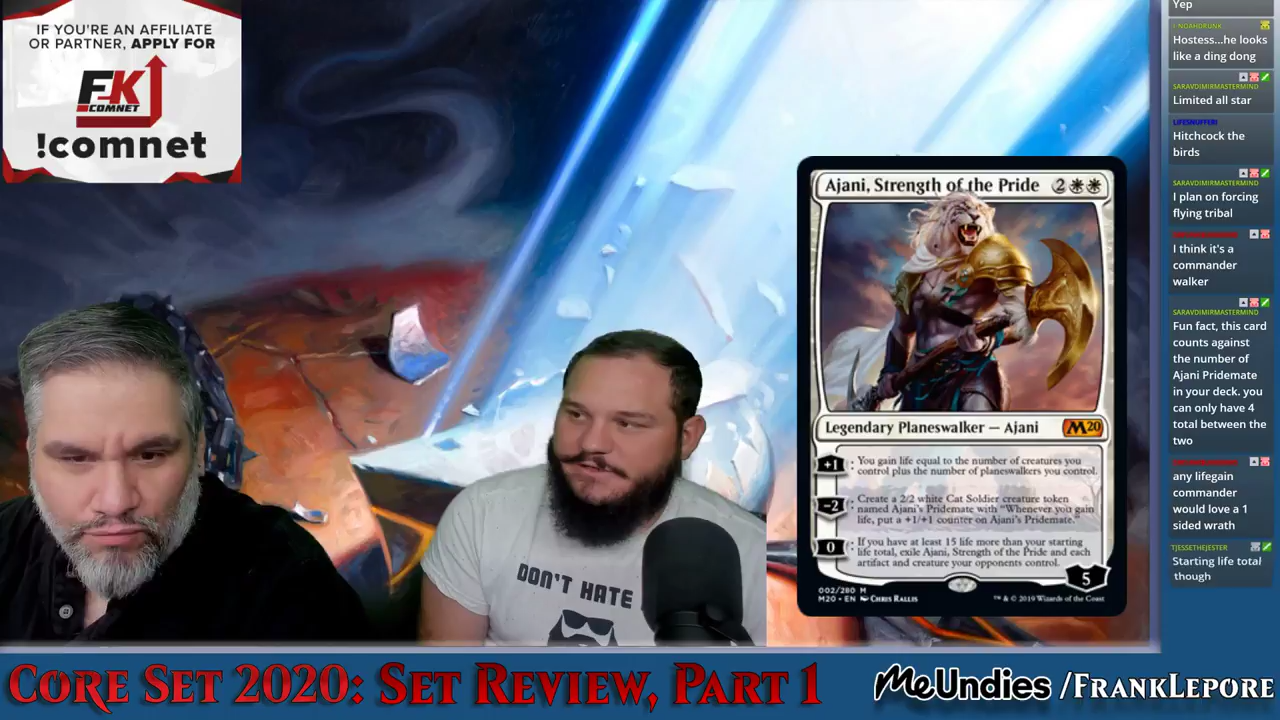 IF YOU'RE AN AFFILIATE
OR PARTNER, APPLY FOR
F2K
COMNET
!comnet
Ajani, Strength of the Pride 2
Legendary Planeswalker — Ajani M20
+1 : You gain life equal to the number of creatures you
control plus the number of planeswalkers you control.
-2 : Create a 2/2 white Cat Soldier creature token
named Ajani's Pridemate with "Whenever you gain
life, put a +1/+1 counter on Ajani's Pridemate."
0 : If you have at least 15 life more than your starting
life total, exile Ajani, Strength of the Pride and each
artifact and creature your opponents control.
5
002/280 M
M20 • EN CHRIS RALLIS
™ & © 2019 Wizards of the Coast
DON'T HATE
Yep
Hostess...he looks
like a ding dong
SARAVDIMIRMASTERMIND
Limited all star
LIFESNUFFER!
Hitchcock the
birds
SARAVDIMIRMASTERMIND
I plan on forcing
flying tribal
I think it's a
commander
walker
SARAVDIMIRMASTERMIND
Fun fact, this card
counts against
the number of
Ajani Pridemate
in your deck. you
can only have 4
total between the
two
any lifegain
commander
would love a 1
sided wrath
TJESSETHEJESTER
Starting life total
though
CORE SET 2020: SET REVIEW, PART 1
MeUndies /FRANKLEPORE